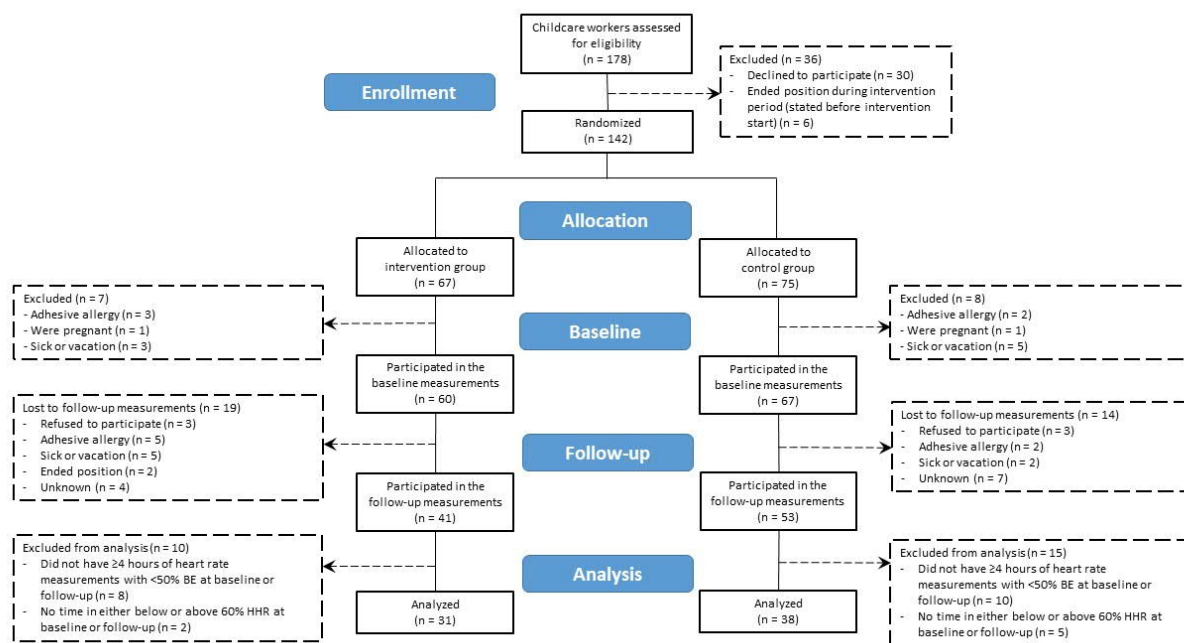 Childcare workers assessed
for eligibility
(n = 178)
Excluded (n = 36)
- Declined to participate (n = 30)
- Ended position during intervention
period (stated before intervention
start) (n = 6)
Enrollment
Randomized
(n = 142)
Allocation
Allocated to
intervention group
(n = 67)
Allocated to
control group
(n = 75)
Excluded (n = 7)
- Adhesive allergy (n = 3)
- Were pregnant (n = 1)
- Sick or vacation (n = 3)
Excluded (n = 8)
- Adhesive allergy (n = 2)
- Were pregnant (n = 1)
- Sick or vacation (n = 5)
Baseline
Participated in the
baseline measurements
(n = 60)
Participated in the
baseline measurements
(n = 67)
Lost to follow-up measurements (n = 19)
- Refused to participate (n = 3)
- Adhesive allergy (n = 5)
- Sick or vacation (n = 5)
- Ended position (n = 2)
- Unknown (n = 4)
Lost to follow-up measurements (n = 14)
- Refused to participate (n = 3)
- Adhesive allergy (n = 2)
- Sick or vacation (n = 2)
- Unknown (n = 7)
Follow-up
Participated in the
follow-up measurements
(n = 41)
Participated in the
follow-up measurements
(n = 53)
Excluded from analysis (n = 10)
- Did not have ≥4 hours of heart rate
measurements with <50% BE at baseline or
follow-up (n = 8)
- No time in either below or above 60% HHR at
baseline or follow-up (n = 2)
Excluded from analysis (n = 15)
- Did not have ≥4 hours of heart rate
measurements with <50% BE at baseline or
follow-up (n = 10)
- No time in either below or above 60% HHR at
baseline or follow-up (n = 5)
Analysis
Analyzed
(n = 31)
Analyzed
(n = 38)